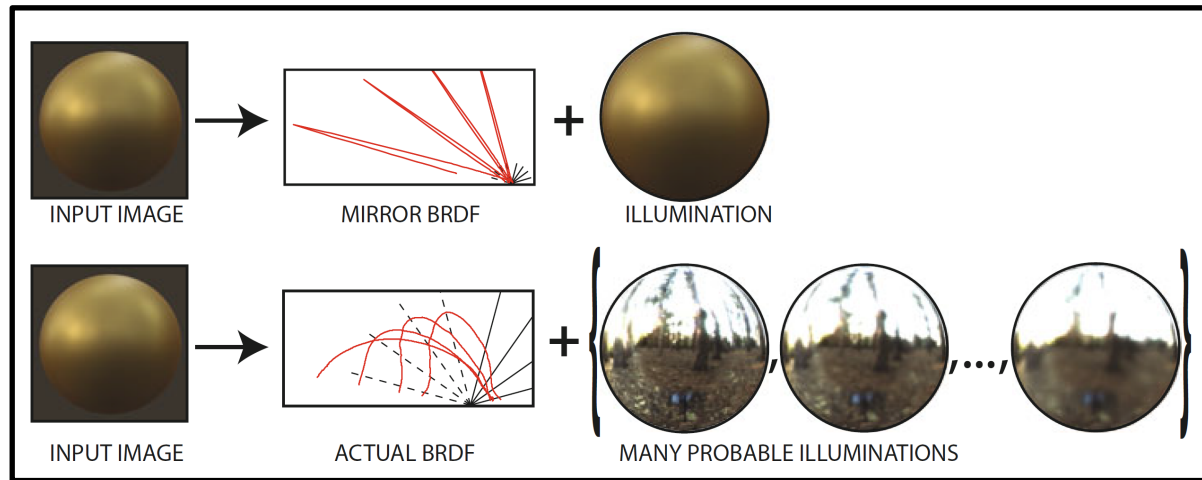 INPUT IMAGE
MIRROR BRDF
+
ILLUMINATION
INPUT IMAGE
ACTUAL BRDF
+
{ , ,..., }
MANY PROBABLE ILLUMINATIONS